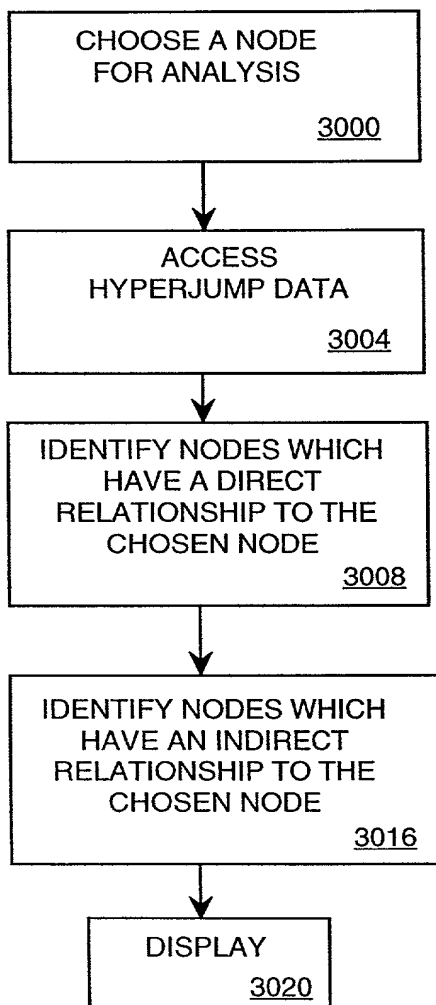 CHOOSE A NODE
FOR ANALYSIS
3000
ACCESS
HYPERJUMP DATA
3004
IDENTIFY NODES WHICH
HAVE A DIRECT
RELATIONSHIP TO THE
CHOSEN NODE
3008
IDENTIFY NODES WHICH
HAVE AN INDIRECT
RELATIONSHIP TO THE
CHOSEN NODE
3016
DISPLAY
3020